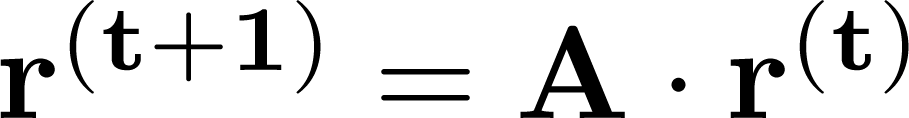 r^(t+1) = A · r^(t)